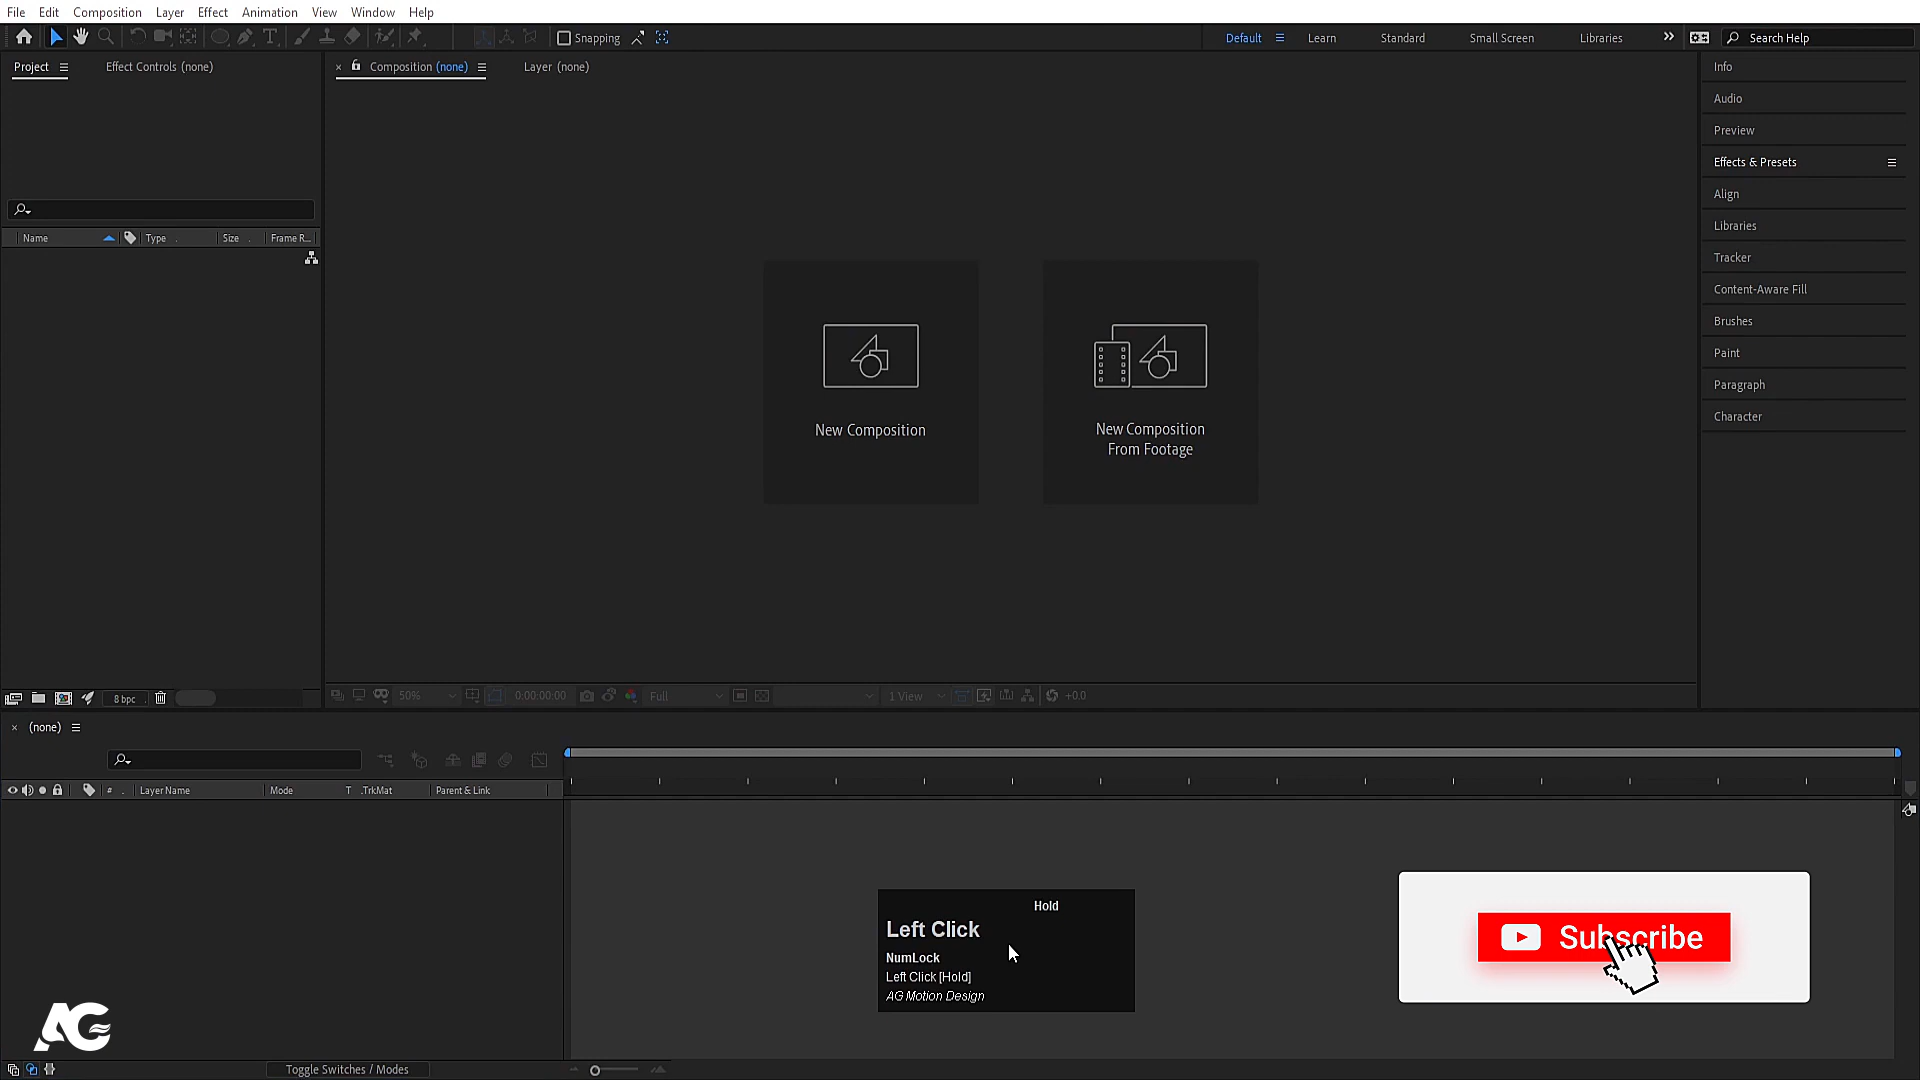 File Edit Composition Layer Effect Animation View Window Help
Snapping
Default Learn Standard Small Screen Libraries Search Help
Project Effect Controls (none)
Composition (none) Layer (none)
Name Type Size Frame R...
New Composition
New Composition
From Footage
Info
Audio
Preview
Effects & Presets
Align
Libraries
Tracker
Content-Aware Fill
Brushes
Paint
Paragraph
Character
8 bpc
50% 0:00:00:00 Full 1 View +0.0
(none)
# Layer Name Mode T .TrkMat Parent & Link
Hold
Left Click
NumLock
Left Click [Hold]
AG Motion Design
Subscribe
AG
Toggle Switches / Modes